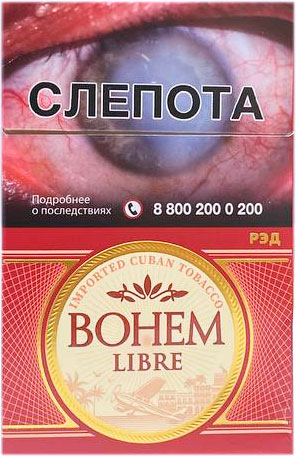 СЛЕПОТА
Подробнее
о последствиях
8 800 200 0 200
РЭД
IMPORTED CUBAN TOBACCO
BOHEM
LIBRE